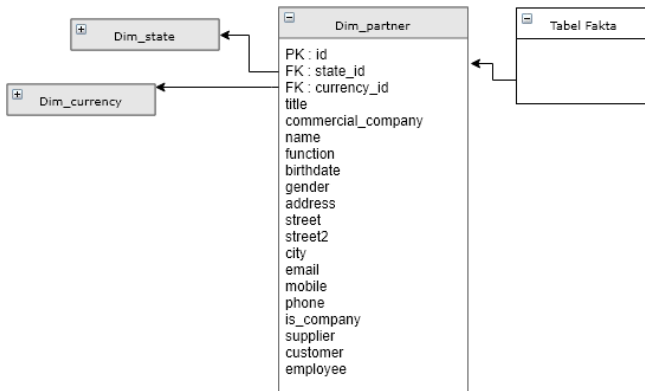 Dim_state
Dim_currency
Dim_partner
PK : id
FK : state_id
FK : currency_id
title
commercial_company
name
function
birthdate
gender
address
street
street2
city
email
mobile
phone
is_company
supplier
customer
employee
Tabel Fakta